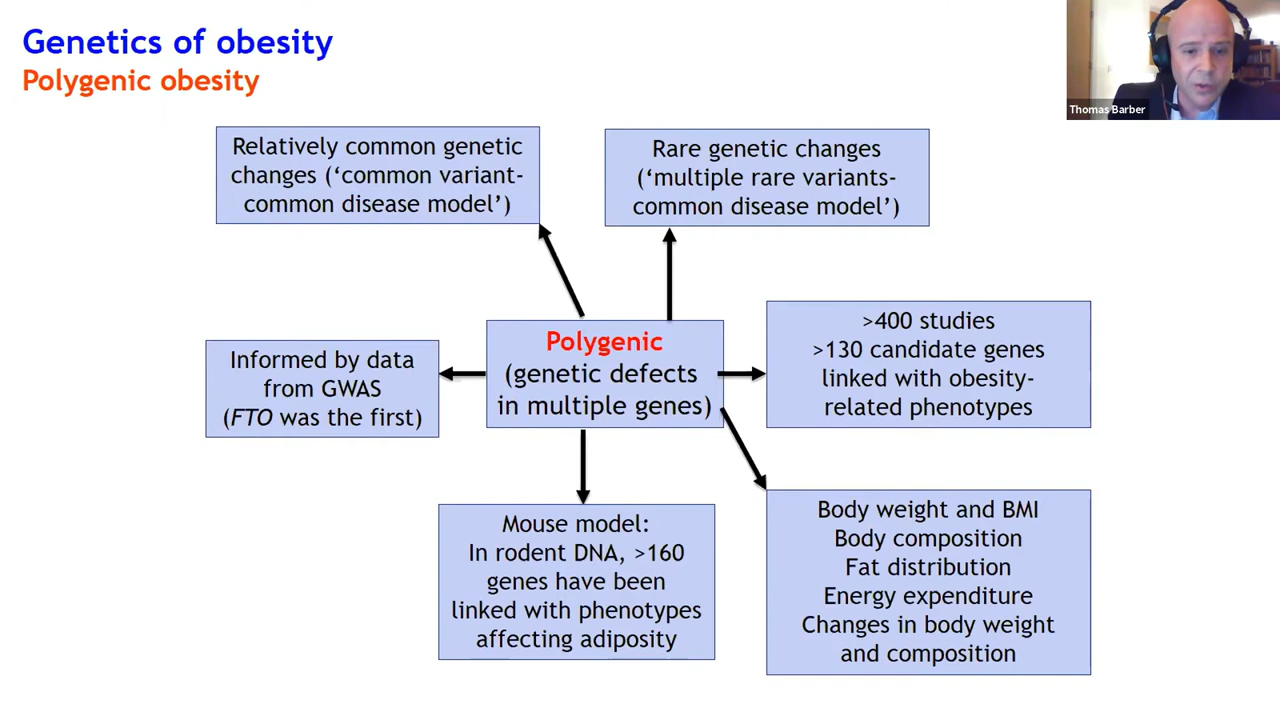 Genetics of obesity
Polygenic obesity
Thomas Barber
Relatively common genetic
changes (‘common variant-
common disease model’)
Rare genetic changes
(‘multiple rare variants-
common disease model’)
Informed by data
from GWAS
(FTO was the first)
Polygenic
(genetic defects
in multiple genes)
>400 studies
>130 candidate genes
linked with obesity-
related phenotypes
Mouse model:
In rodent DNA, >160
genes have been
linked with phenotypes
affecting adiposity
Body weight and BMI
Body composition
Fat distribution
Energy expenditure
Changes in body weight
and composition